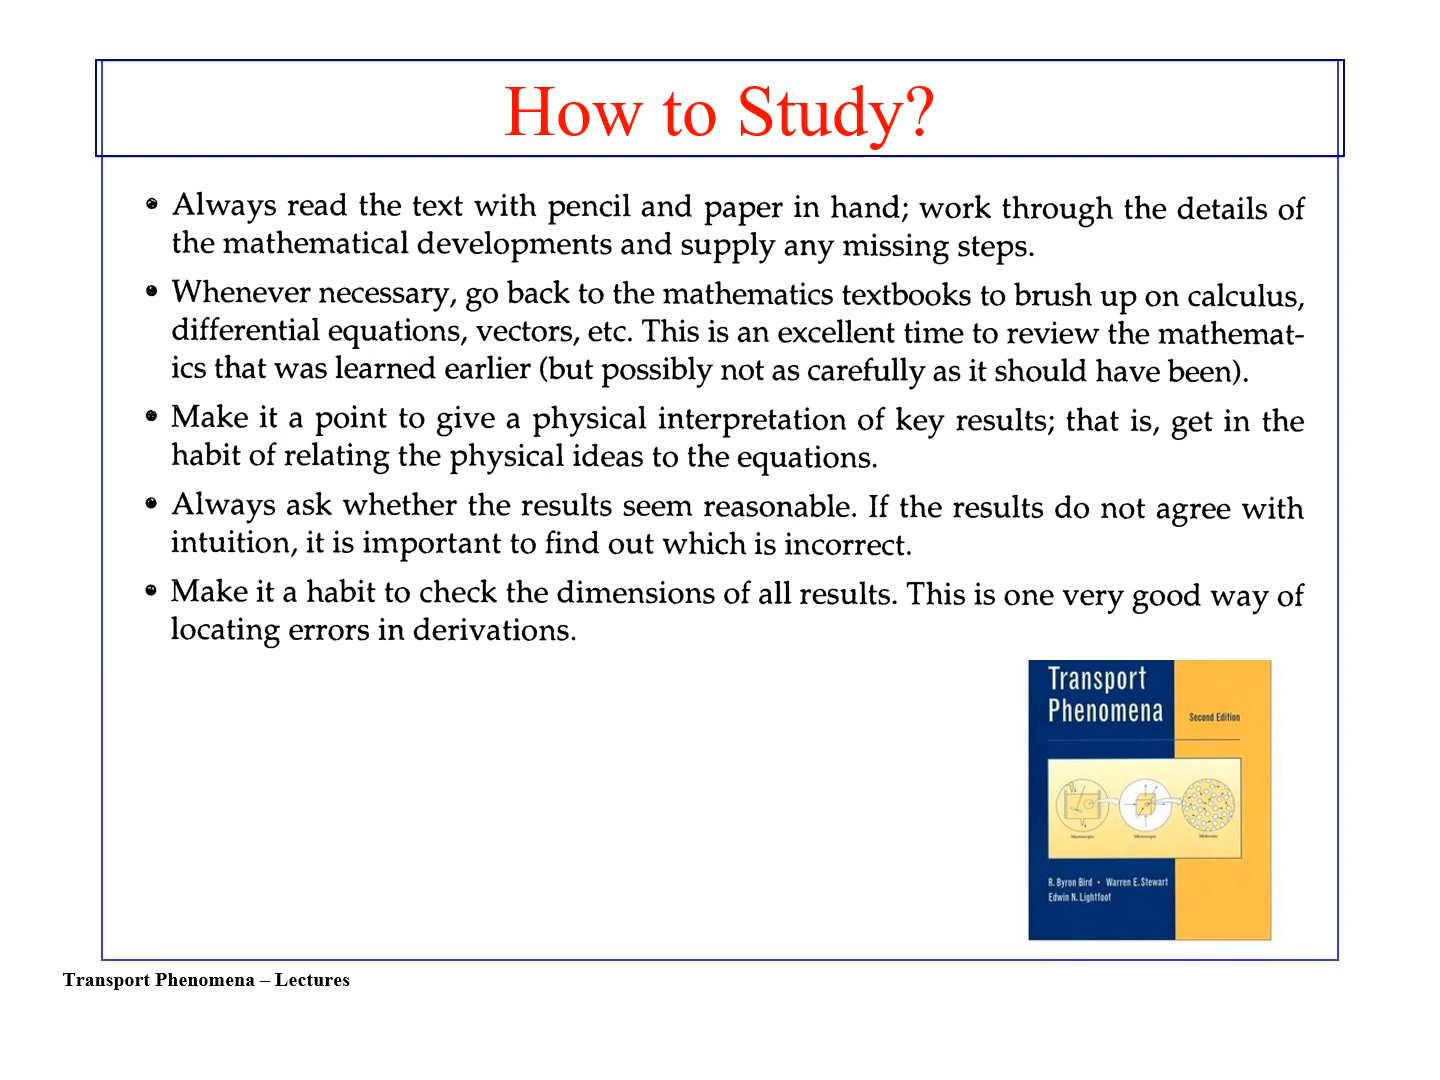 How to Study?
• Always read the text with pencil and paper in hand; work through the details of
the mathematical developments and supply any missing steps.
• Whenever necessary, go back to the mathematics textbooks to brush up on calculus,
differential equations, vectors, etc. This is an excellent time to review the mathemat-
ics that was learned earlier (but possibly not as carefully as it should have been).
• Make it a point to give a physical interpretation of key results; that is, get in the
habit of relating the physical ideas to the equations.
• Always ask whether the results seem reasonable. If the results do not agree with
intuition, it is important to find out which is incorrect.
• Make it a habit to check the dimensions of all results. This is one very good way of
locating errors in derivations.
Transport
Phenomena
Second Edition
Macroscopic Microscopic Molecular
R. Byron Bird • Warren E. Stewart
Edwin N. Lightfoot
Transport Phenomena – Lectures